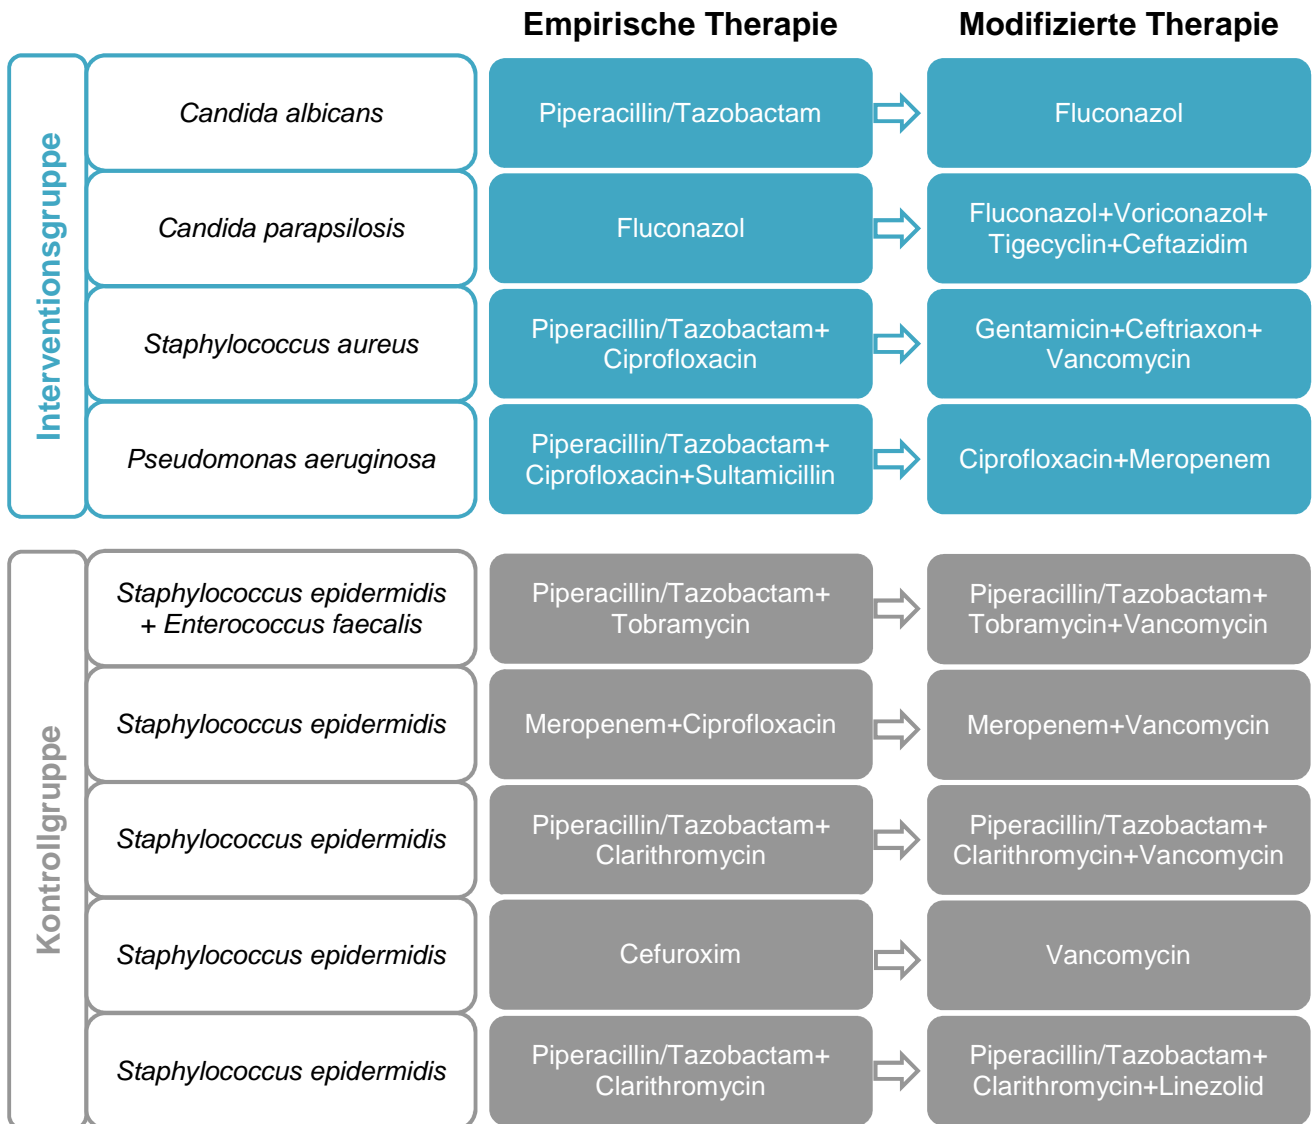 Empirische Therapie
Modifizierte Therapie
Interventionsgruppe
Candida albicans
Piperacillin/Tazobactam
Fluconazol
Candida parapsilosis
Fluconazol
Fluconazol+Voriconazol+
Tigecyclin+Ceftazidim
Staphylococcus aureus
Piperacillin/Tazobactam+
Ciprofloxacin
Gentamicin+Ceftriaxon+
Vancomycin
Pseudomonas aeruginosa
Piperacillin/Tazobactam+
Ciprofloxacin+Sultamicillin
Ciprofloxacin+Meropenem
Kontrollgruppe
Staphylococcus epidermidis
+ Enterococcus faecalis
Piperacillin/Tazobactam+
Tobramycin
Piperacillin/Tazobactam+
Tobramycin+Vancomycin
Staphylococcus epidermidis
Meropenem+Ciprofloxacin
Meropenem+Vancomycin
Staphylococcus epidermidis
Piperacillin/Tazobactam+
Clarithromycin
Piperacillin/Tazobactam+
Clarithromycin+Vancomycin
Staphylococcus epidermidis
Cefuroxim
Vancomycin
Staphylococcus epidermidis
Piperacillin/Tazobactam+
Clarithromycin
Piperacillin/Tazobactam+
Clarithromycin+Linezolid